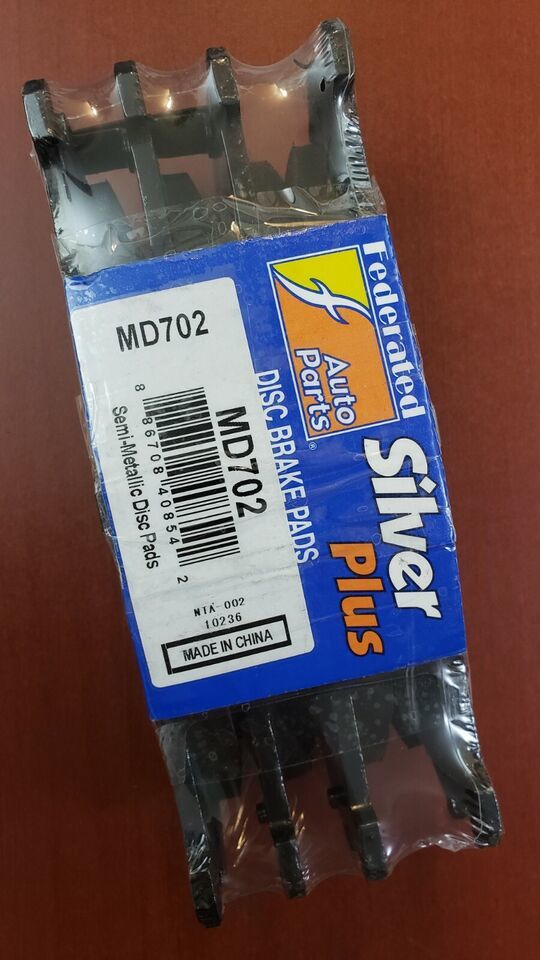 Federated
Auto
Parts
®
Silver
Plus
DISC BRAKE PADS
MD702
MD702
8 86708 40854 2
Semi-Metallic Disc Pads
NTA-002
10236
MADE IN CHINA